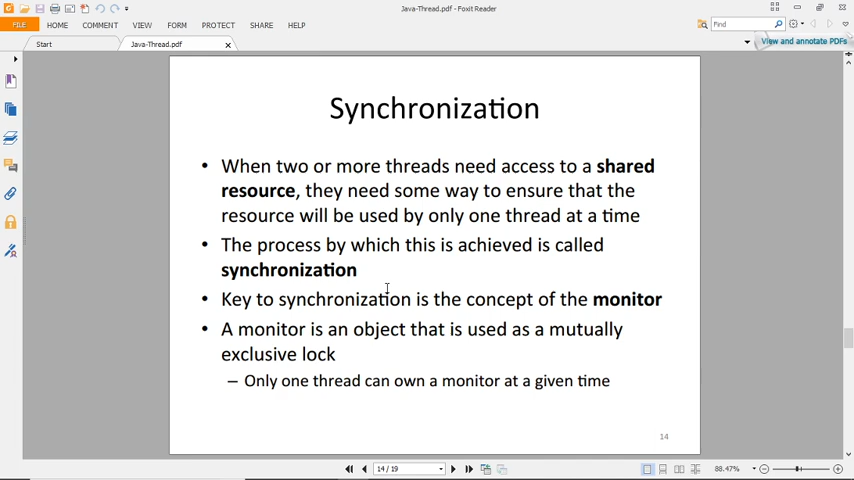 Java-Thread.pdf - Foxit Reader
FILE HOME COMMENT VIEW FORM PROTECT SHARE HELP
Find
Start Java-Thread.pdf
View and annotate PDFs
Synchronization
• When two or more threads need access to a shared
resource, they need some way to ensure that the
resource will be used by only one thread at a time
• The process by which this is achieved is called
synchronization
• Key to synchronization is the concept of the monitor
• A monitor is an object that is used as a mutually
exclusive lock
– Only one thread can own a monitor at a given time
14
14 / 19
88.47%